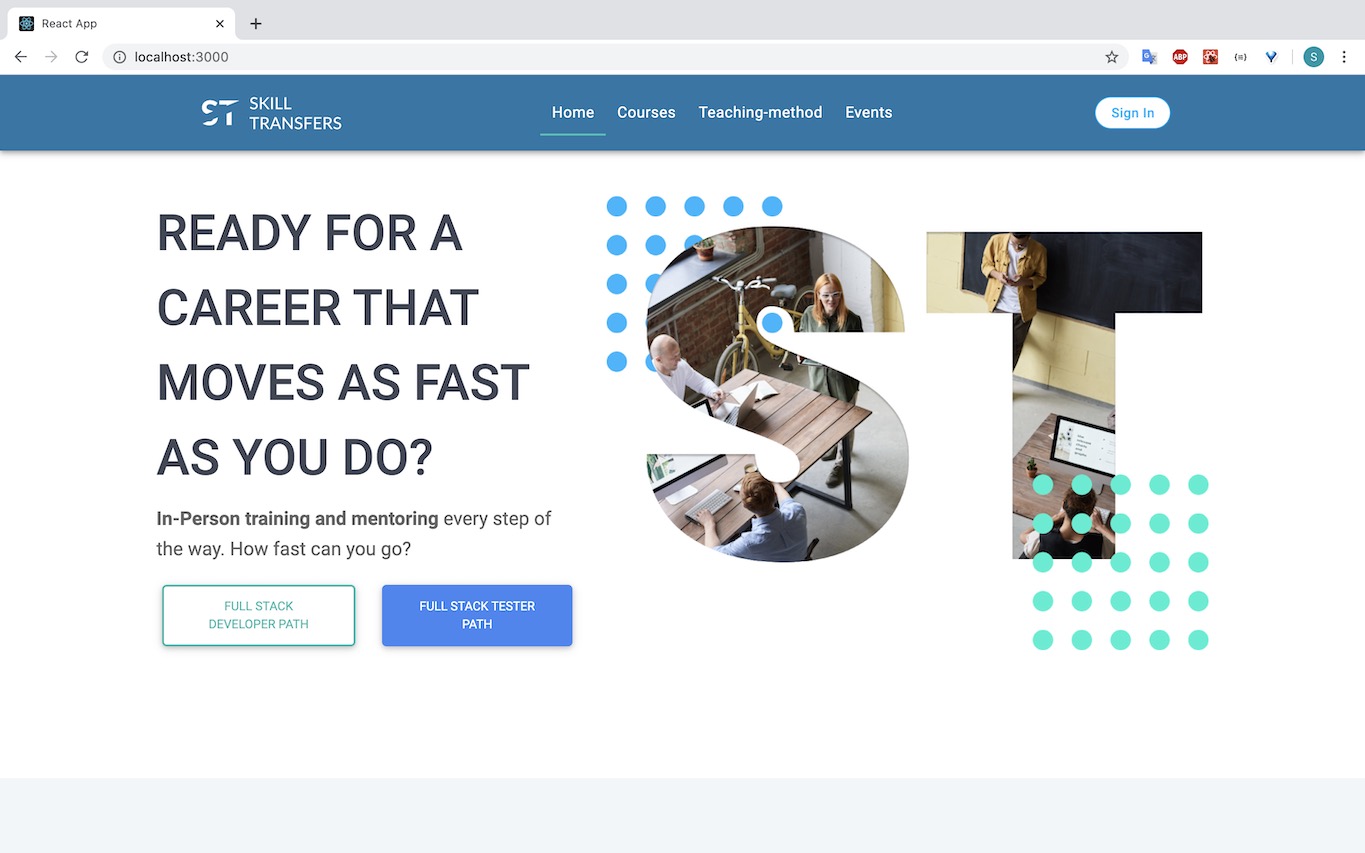 React App
localhost:3000
ABP
S
ST SKILL
TRANSFERS
Home Courses Teaching-method Events
Sign In
READY FOR A
CAREER THAT
MOVES AS FAST
AS YOU DO?
In-Person training and mentoring every step of
the way. How fast can you go?
FULL STACK
DEVELOPER PATH
FULL STACK TESTER
PATH
ST